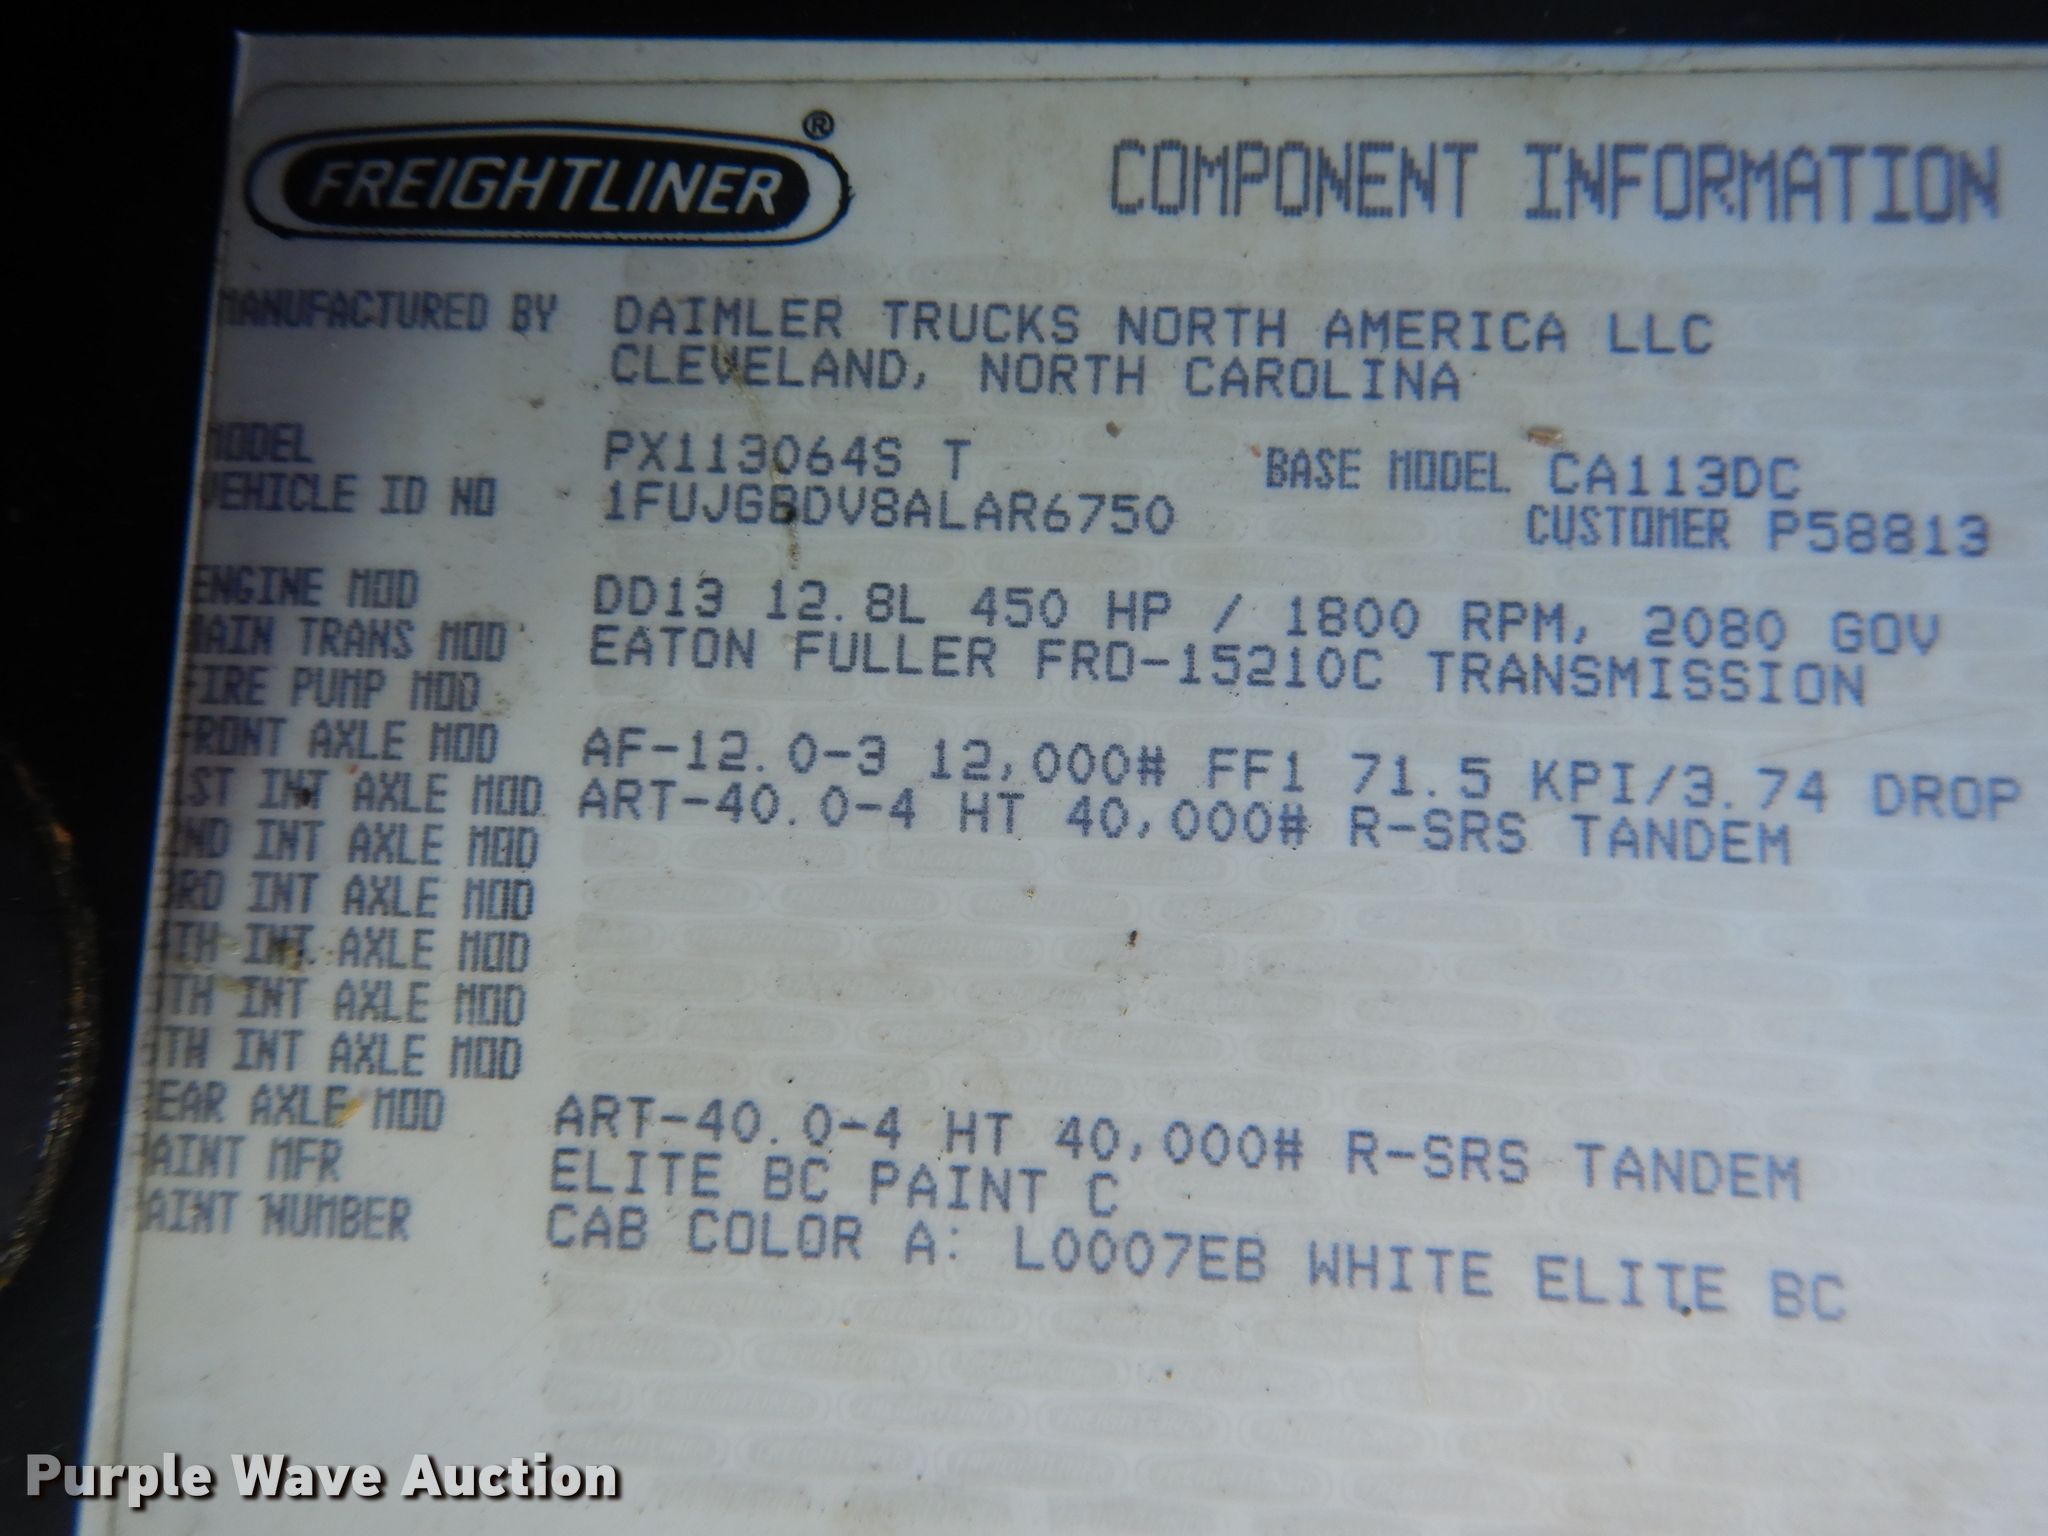 FREIGHTLINER®
COMPONENT INFORMATION
MANUFACTURED BY DAIMLER TRUCKS NORTH AMERICA LLC
CLEVELAND, NORTH CAROLINA
MODEL PX113064S T BASE MODEL CA113DC
VEHICLE ID NO 1FUJGBDV8ALAR6750 CUSTOMER P58813
ENGINE MOD DD13 12.8L 450 HP / 1800 RPM, 2080 GOV
MAIN TRANS MOD EATON FULLER FRO-15210C TRANSMISSION
FIRE PUMP MOD
FRONT AXLE MOD AF-12.0-3 12,000# FF1 71.5 KPI/3.74 DROP
1ST INT AXLE MOD ART-40.0-4 HT 40,000# R-SRS TANDEM
2ND INT AXLE MOD
3RD INT AXLE MOD
TH INT AXLE MOD
TH INT AXLE MOD
TH INT AXLE MOD
REAR AXLE MOD ART-40.0-4 HT 40,000# R-SRS TANDEM
PAINT MFR ELITE BC PAINT C
PAINT NUMBER CAB COLOR A: L0007EB WHITE ELITE BC
Purple Wave Auction